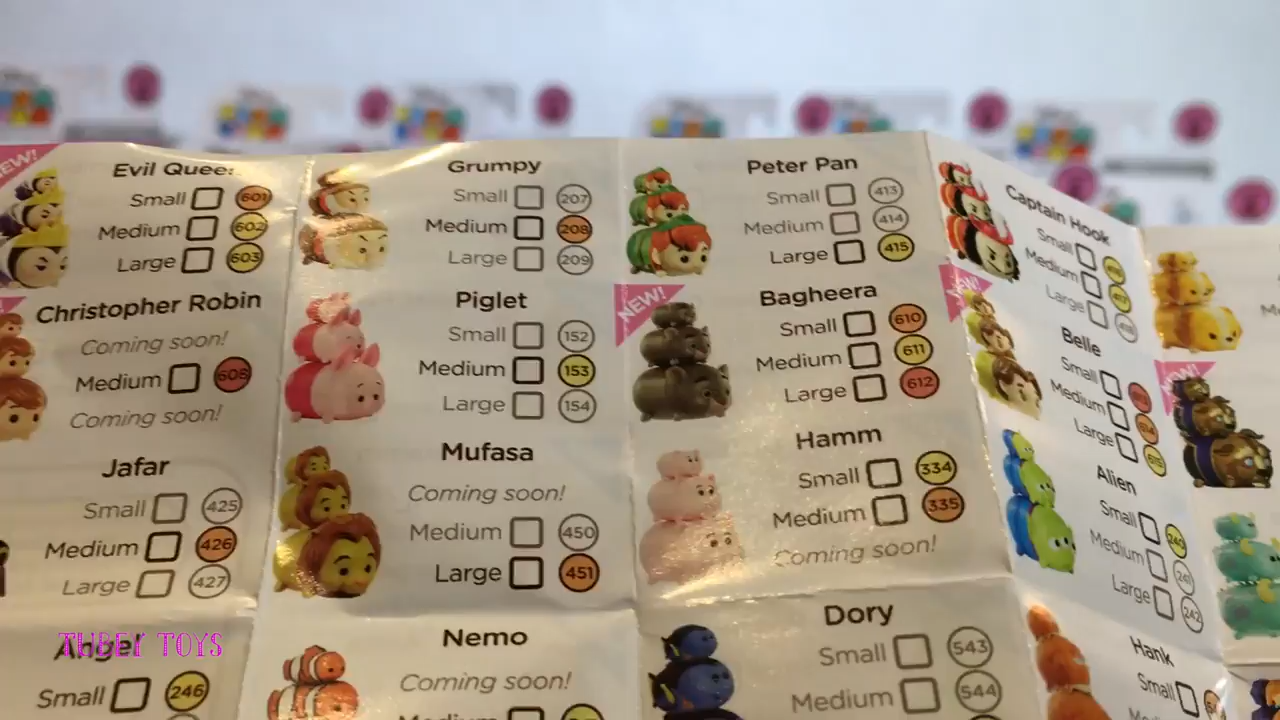 NEW!
Evil Queen
Small 601
Medium 602
Large 603
Grumpy
Small 207
Medium 208
Large 209
Peter Pan
Small 413
Medium 414
Large 415
Captain Hook
Small
Medium 417
Large
Christopher Robin
Coming soon!
Medium 608
Coming soon!
Piglet
Small 152
Medium 153
Large 154
NEW!
Bagheera
Small 610
Medium 611
Large 612
NEW!
Belle
Small
Medium 614
Large 615
NEW!
Jafar
Small 425
Medium 426
Large 427
Mufasa
Coming soon!
Medium 450
Large 451
Hamm
Small 334
Medium 335
Coming soon!
Alien
Small 240
Medium 241
Large 242
Angel
Small 246
Nemo
Coming soon!
Medium
Dory
Small 543
Medium 544
Hank
Small
TUBEY TOYS